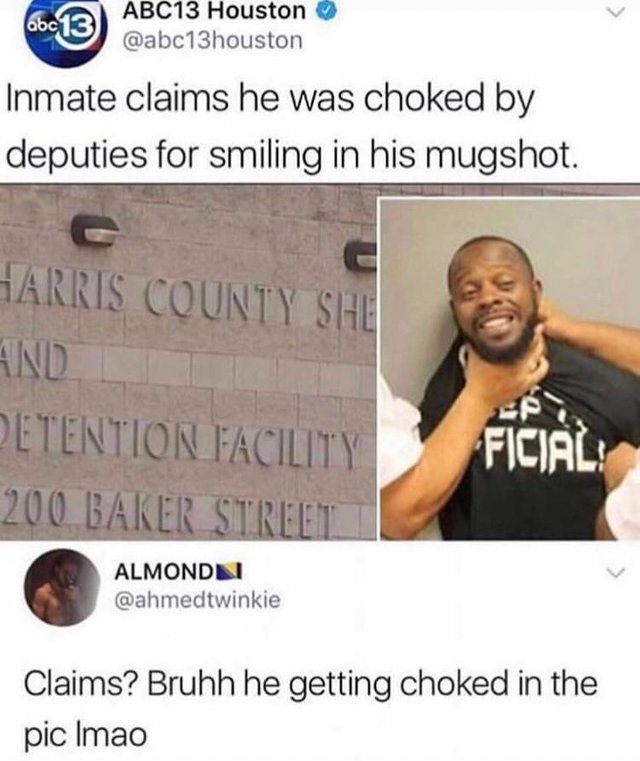 abc13
ABC13 Houston
@abc13houston
Inmate claims he was choked by
deputies for smiling in his mugshot.
HARRIS COUNTY SHE
AND
DETENTION FACILITY
200 BAKER STREET
FICIAL
ALMOND
@ahmedtwinkie
Claims? Bruhh he getting choked in the
pic lmao